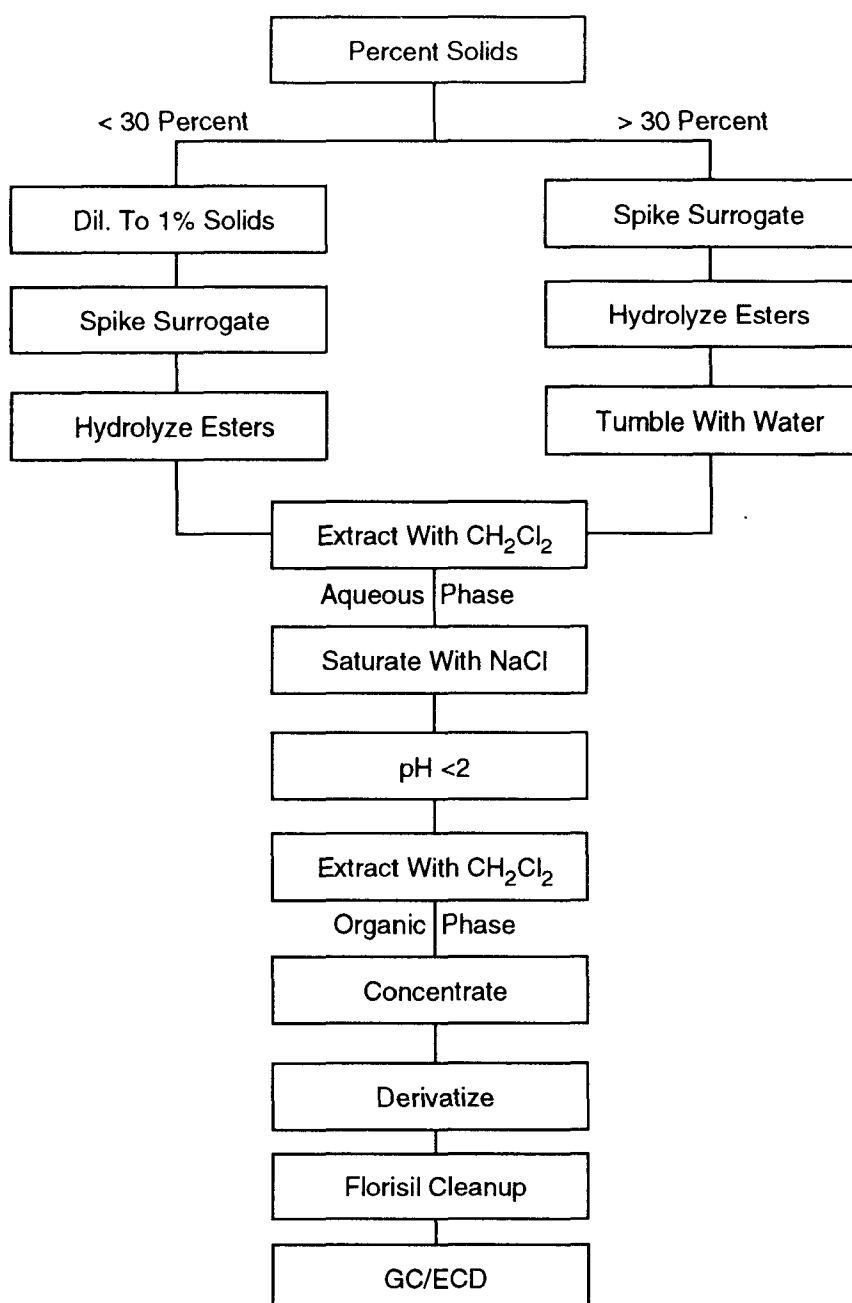 Percent Solids
< 30 Percent
> 30 Percent
Dil. To 1% Solids
Spike Surrogate
Hydrolyze Esters
Spike Surrogate
Hydrolyze Esters
Tumble With Water
Extract With CH₂Cl₂
Aqueous Phase
Saturate With NaCl
pH <2
Extract With CH₂Cl₂
Organic Phase
Concentrate
Derivatize
Florisil Cleanup
GC/ECD